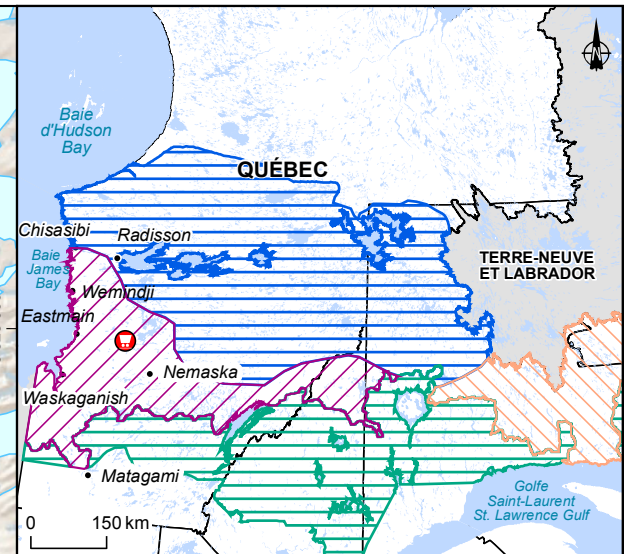 Baie
d'Hudson
Bay
QUÉBEC
Chisasibi
Radisson
Baie
James
Bay
TERRE-NEUVE
ET LABRADOR
Wemindji
Eastmain
Nemaska
Waskaganish
Matagami
Golfe
Saint-Laurent
St. Lawrence Gulf
0 150 km